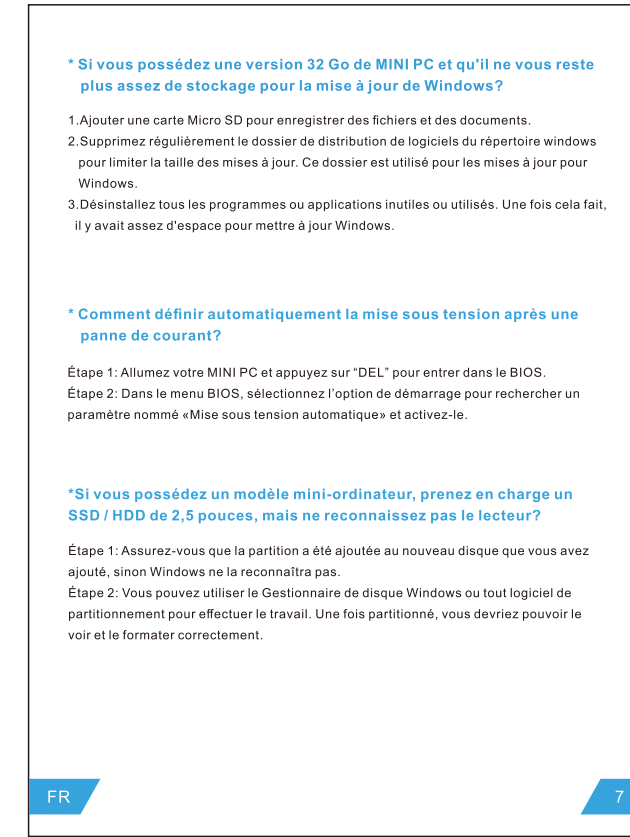 * Si vous possédez une version 32 Go de MINI PC et qu'il ne vous reste
plus assez de stockage pour la mise à jour de Windows?
1.Ajouter une carte Micro SD pour enregistrer des fichiers et des documents.
2.Supprimez régulièrement le dossier de distribution de logiciels du répertoire windows
pour limiter la taille des mises à jour. Ce dossier est utilisé pour les mises à jour pour
Windows.
3.Désinstallez tous les programmes ou applications inutiles ou utilisés. Une fois cela fait,
il y avait assez d'espace pour mettre à jour Windows.
* Comment définir automatiquement la mise sous tension après une
panne de courant?
Étape 1: Allumez votre MINI PC et appuyez sur “DEL” pour entrer dans le BIOS.
Étape 2: Dans le menu BIOS, sélectionnez l’option de démarrage pour rechercher un
paramètre nommé «Mise sous tension automatique» et activez-le.
*Si vous possédez un modèle mini-ordinateur, prenez en charge un
SSD / HDD de 2,5 pouces, mais ne reconnaissez pas le lecteur?
Étape 1: Assurez-vous que la partition a été ajoutée au nouveau disque que vous avez
ajouté, sinon Windows ne la reconnaîtra pas.
Étape 2: Vous pouvez utiliser le Gestionnaire de disque Windows ou tout logiciel de
partitionnement pour effectuer le travail. Une fois partitionné, vous devriez pouvoir le
voir et le formater correctement.
FR
7